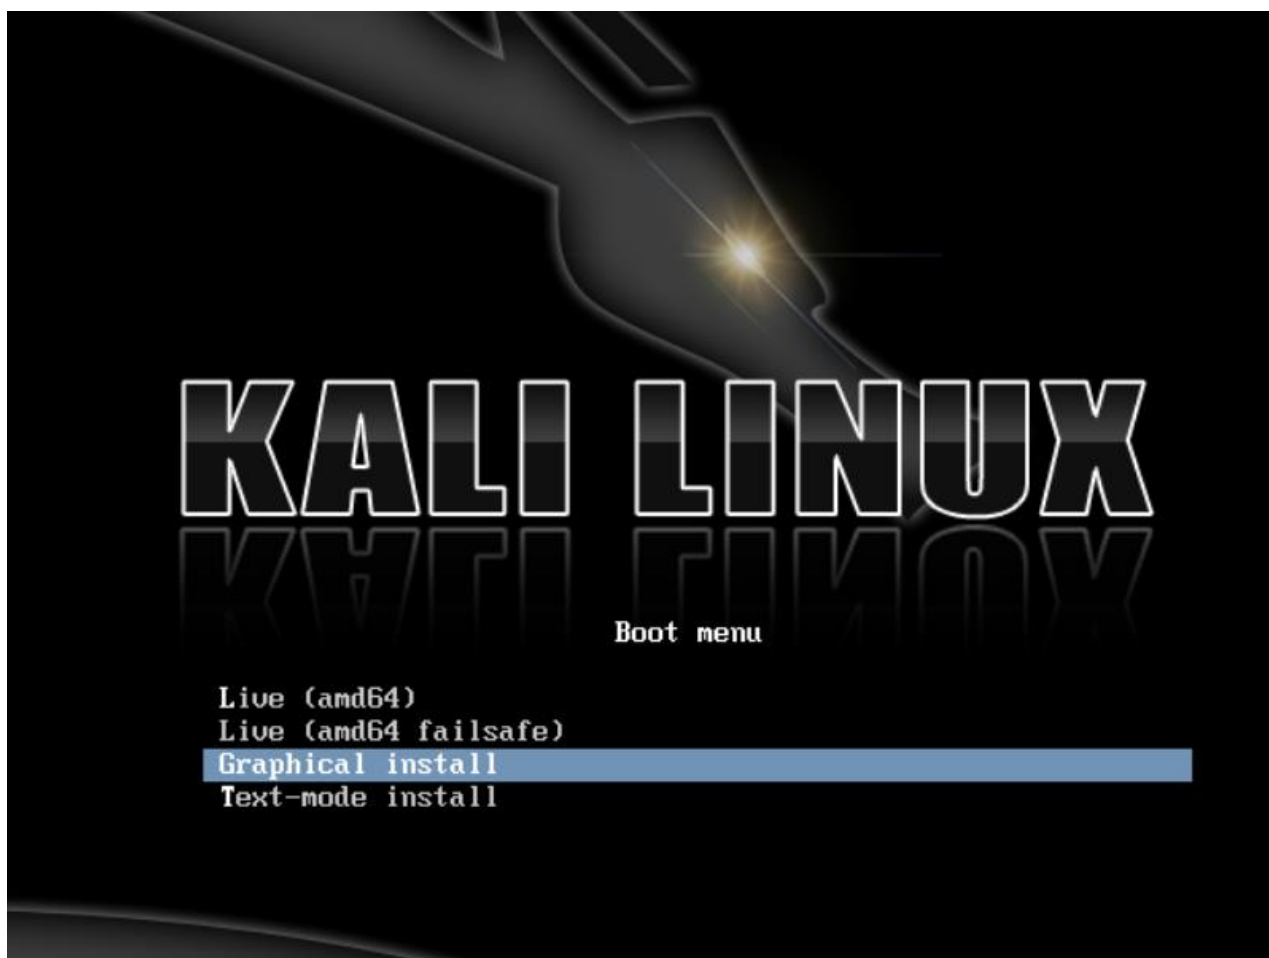 KALI LINUX
Boot menu
Live (amd64)
Live (amd64 failsafe)
Graphical install
Text-mode install